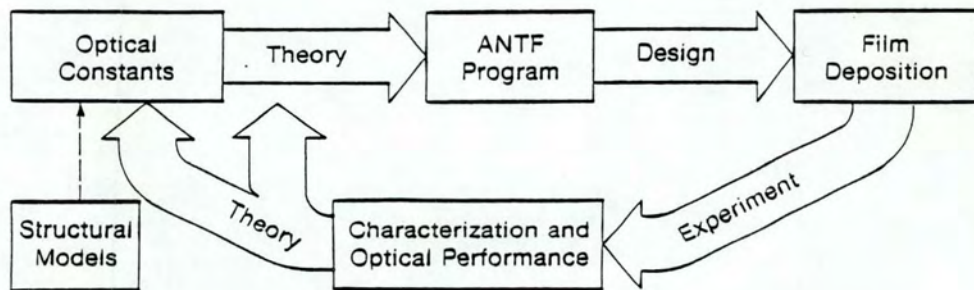 Optical
Constants
Theory
ANTF
Program
Design
Film
Deposition
Structural
Models
Theory
Characterization and
Optical Performance
Experiment